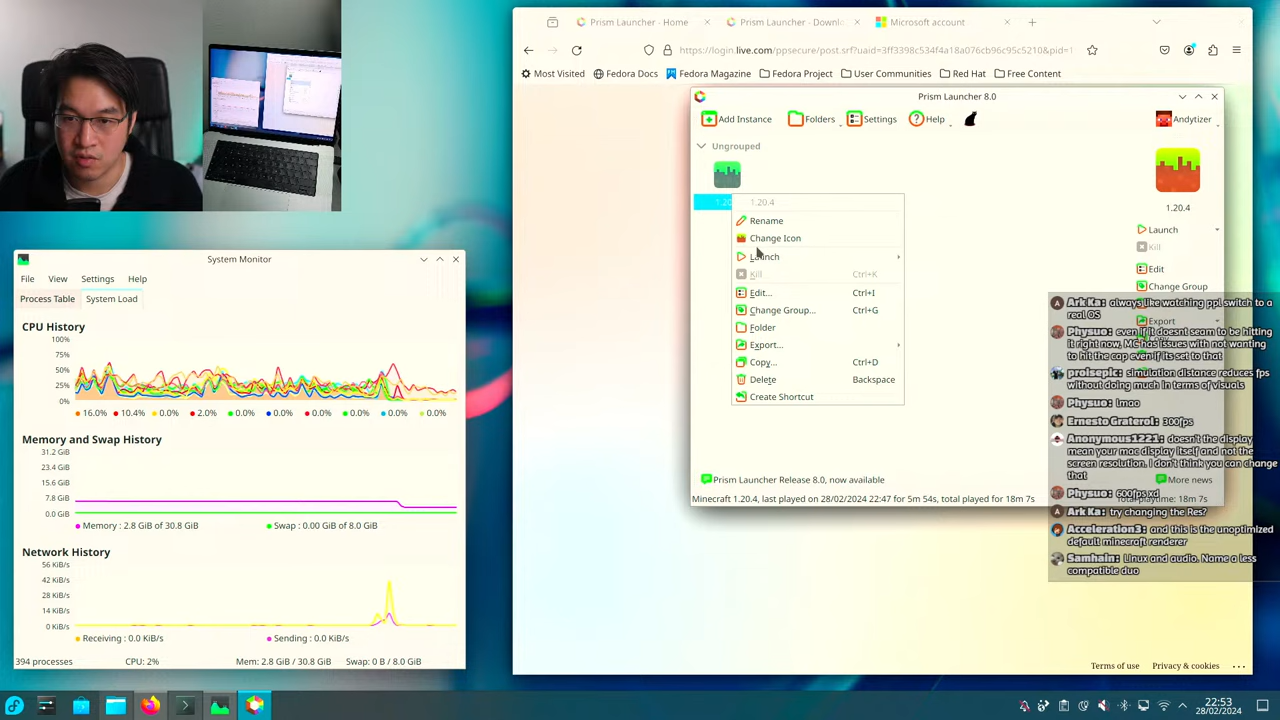 Prism Launcher - Home
Prism Launcher - Downlo
Microsoft account
https://login.live.com/ppsecure/post.srf?uaid=3ff3398c534f4a18a076cb96c95c5210&pid=1
Most Visited
Fedora Docs
Fedora Magazine
Fedora Project
User Communities
Red Hat
Free Content
Prism Launcher 8.0
Add Instance
Folders
Settings
Help
Andytizer
Ungrouped
1.20
1.20.4
Rename
Change Icon
Launch
Kill Ctrl+K
Edit... Ctrl+I
Change Group... Ctrl+G
Folder
Export...
Copy... Ctrl+D
Delete Backspace
Create Shortcut
1.20.4
Launch
Kill
Edit
Change Group
Export
Prism Launcher Release 8.0, now available
More news
Minecraft 1.20.4, last played on 28/02/2024 22:47 for 5m 54s, total played for 18m 7s
Total playtime: 18m 7s
Ark Ka: always like watching ppl switch to a
real OS
Physuo: even if it doesnt seam to be hitting
it right now, MC has issues with not wanting
to hit the cap even if its set to that
proisepic: simulation distance reduces fps
without doing much in terms of visuals
Physuo: lmao
Ernesto Graterol: 300fps
Anonymous1221: doesn't the display
mean your mac display itself and not the
screen resolution. I don't think you can change
that
Physuo: 600fps xd
Ark Ka: try changing the Res?
Acceleration3: and this is the unoptimized
default minecraft renderer
Samhain: Linux and audio. Name a less
compatible duo
System Monitor
File View Settings Help
Process Table System Load
CPU History
100%
75%
50%
25%
0%
16.0% 10.4% 0.0% 2.0% 0.0% 0.0% 0.0% 0.0% 0.0% 0.0%
Memory and Swap History
31.2 GiB
23.4 GiB
15.6 GiB
7.8 GiB
0.0 GiB
Memory : 2.8 GiB of 30.8 GiB
Swap : 0.00 GiB of 8.0 GiB
Network History
56 KiB/s
42 KiB/s
28 KiB/s
14 KiB/s
0 KiB/s
Receiving : 0.0 KiB/s
Sending : 0.0 KiB/s
394 processes
CPU: 2%
Mem: 2.8 GiB / 30.8 GiB
Swap: 0 B / 8.0 GiB
Terms of use
Privacy & cookies
22:53
28/02/2024